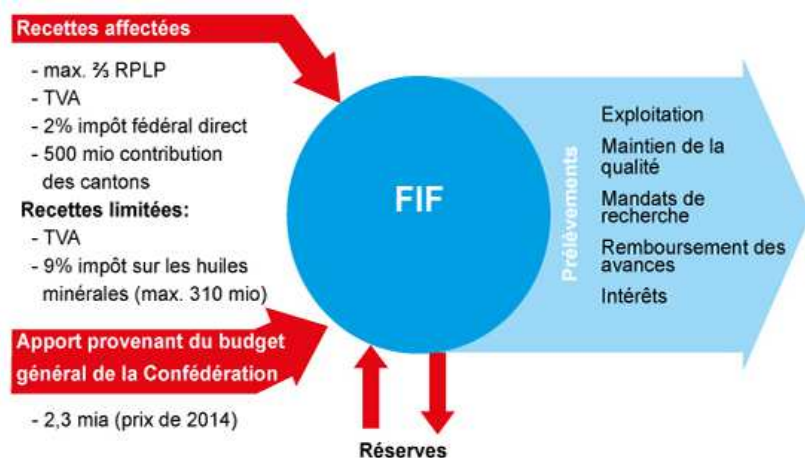 Recettes affectées
- max. ⅔ RPLP
- TVA
- 2% impôt fédéral direct
- 500 mio contribution
des cantons
Recettes limitées:
- TVA
- 9% impôt sur les huiles
minérales (max. 310 mio)
Apport provenant du budget
général de la Confédération
- 2,3 mia (prix de 2014)
FIF
Réserves
Prélèvements
Exploitation
Maintien de la
qualité
Mandats de
recherche
Remboursement des
avances
Intérêts